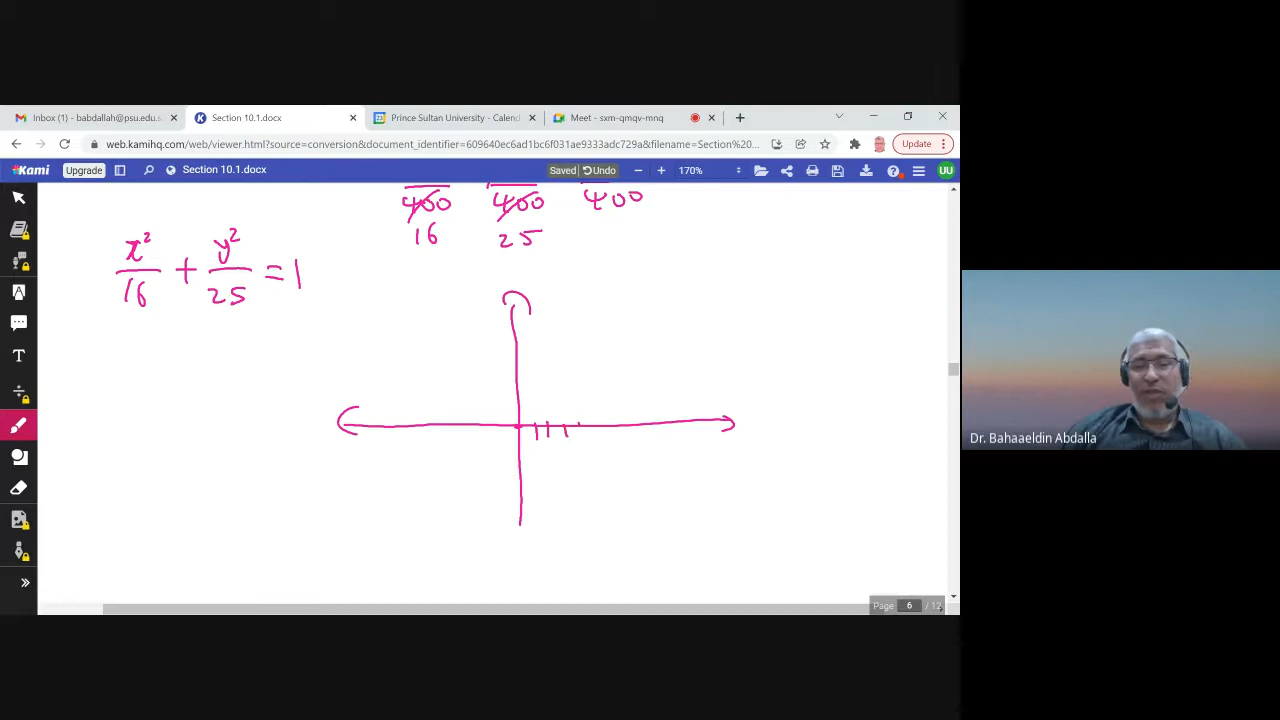 Inbox (1) - babdallah@psu.edu.s
Section 10.1.docx
Prince Sultan University - Calend
Meet - sxm-qmqv-mnq
web.kamihq.com/web/viewer.html?source=conversion&document_identifier=609640ec6ad1bc6f031ae9333adc729a&filename=Section%20...
Update
Kami
Upgrade
Section 10.1.docx
Saved
Undo
170%
UU
400 400 400
16 25
x²/16 + y²/25 = 1
Dr. Bahaaeldin Abdalla
Page 6 / 12